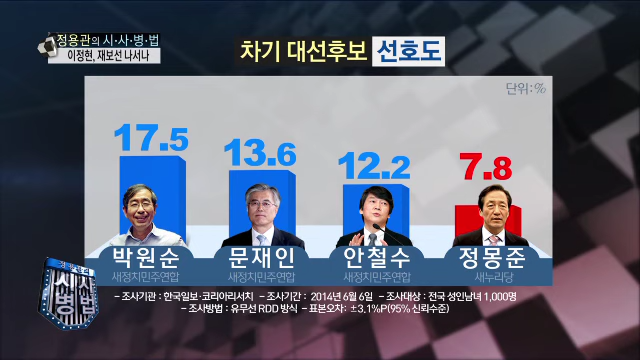 정용관의 시·사·병·법
이정현, 재보선 나서나
차기 대선후보 선호도
단위:%
17.5
13.6
12.2
7.8
박원순
문재인
안철수
정몽준
새정치민주연합
새정치민주연합
새정치민주연합
새누리당
- 조사기관 : 한국일보·코리아리서치 - 조사기간 : 2014년 6월 6일 - 조사대상 : 전국 성인남녀 1,000명
- 조사방법 : 유무선 RDD 방식 - 표본오차: ±3.1%P(95% 신뢰수준)
시사
병법